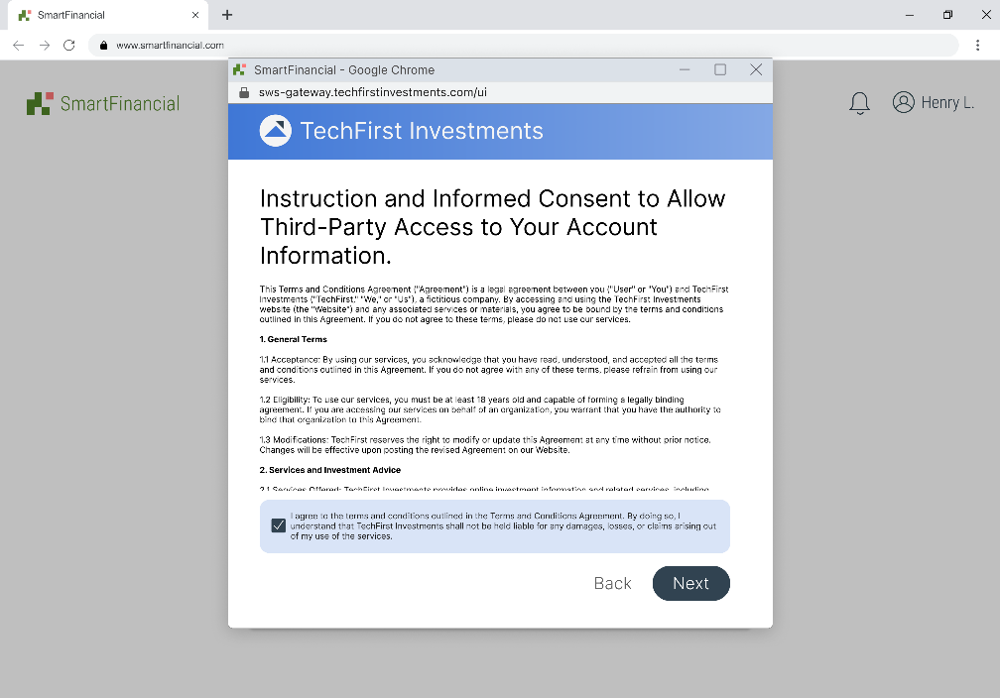 SmartFinancial
www.smartfinancial.com
SmartFinancial - Google Chrome
sws-gateway.techfirstinvestments.com/ui
SmartFinancial
Henry L.
TechFirst Investments
Instruction and Informed Consent to Allow
Third-Party Access to Your Account
Information.
This Terms and Conditions Agreement ("Agreement") is a legal agreement between you ("User" or "You") and TechFirst
Investments ("TechFirst," "We," or "Us"), a fictitious company. By accessing and using the TechFirst Investments
website (the "Website") and any associated services or materials, you agree to be bound by the terms and conditions
outlined in this Agreement. If you do not agree to these terms, please do not use our services.
1. General Terms
1.1 Acceptance: By using our services, you acknowledge that you have read, understood, and accepted all the terms
and conditions outlined in this Agreement. If you do not agree with any of these terms, please refrain from using our
services.
1.2 Eligibility: To use our services, you must be at least 18 years old and capable of forming a legally binding
agreement. If you are accessing our services on behalf of an organization, you warrant that you have the authority to
bind that organization to this Agreement.
1.3 Modifications: TechFirst reserves the right to modify or update this Agreement at any time without prior notice.
Changes will be effective upon posting the revised Agreement on our Website.
2. Services and Investment Advice
2.1 Services Offered: TechFirst Investments provides online investment information and related services, including
I agree to the terms and conditions outlined in the Terms and Conditions Agreement. By doing so, I
understand that TechFirst Investments shall not be held liable for any damages, losses, or claims arising out
of my use of the services.
Back
Next